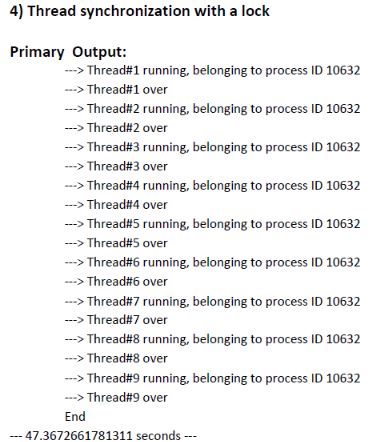 4) Thread synchronization with a lock
Primary Output:
---> Thread#1 running, belonging to process ID 10632
---> Thread#1 over
---> Thread#2 running, belonging to process ID 10632
---> Thread#2 over
---> Thread#3 running, belonging to process ID 10632
---> Thread#3 over
---> Thread#4 running, belonging to process ID 10632
---> Thread#4 over
---> Thread#5 running, belonging to process ID 10632
---> Thread#5 over
---> Thread#6 running, belonging to process ID 10632
---> Thread#6 over
---> Thread#7 running, belonging to process ID 10632
---> Thread#7 over
---> Thread#8 running, belonging to process ID 10632
---> Thread#8 over
---> Thread#9 running, belonging to process ID 10632
---> Thread#9 over
End
--- 47.3672661781311 seconds ---